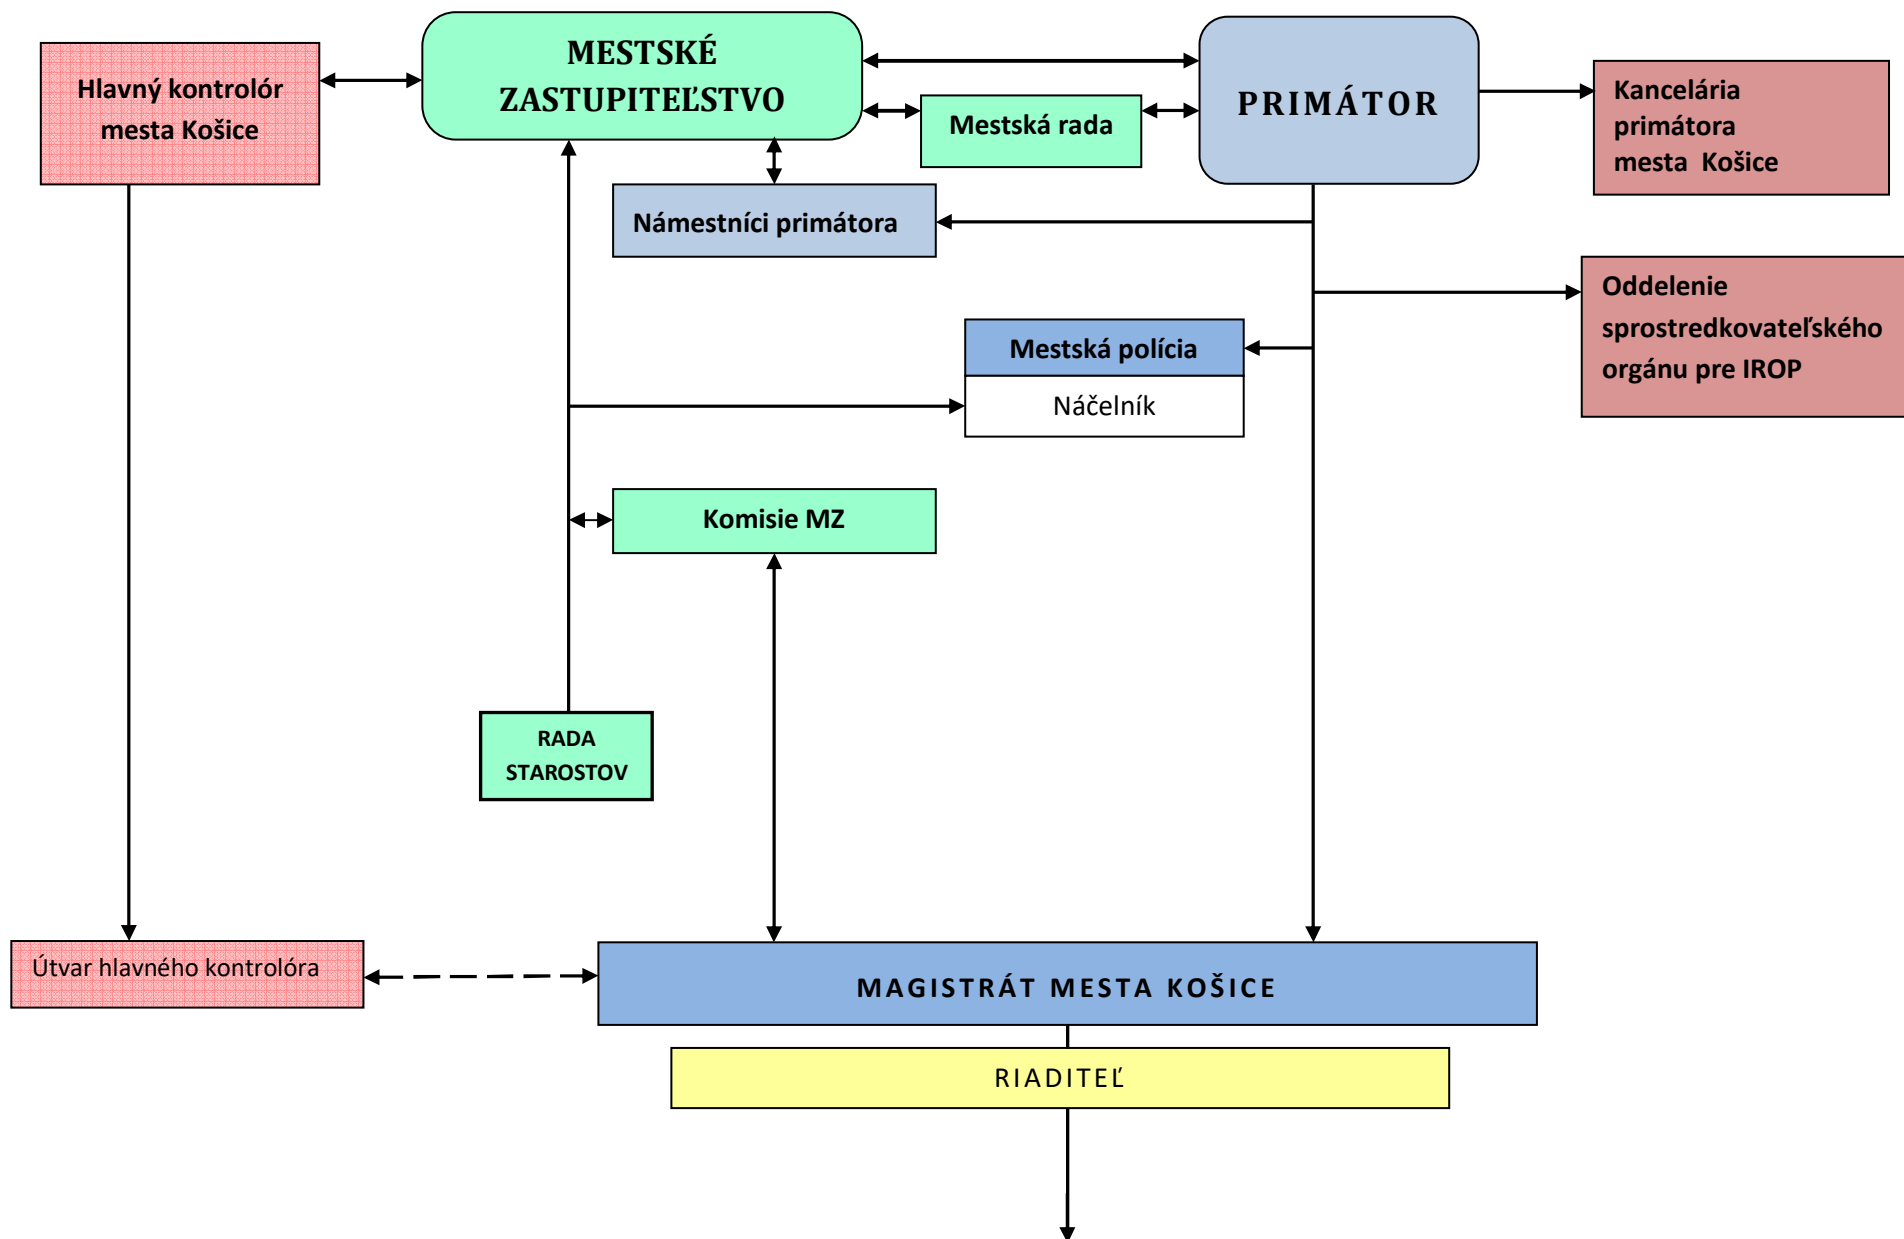 Hlavný kontrolór
mesta Košice
MESTSKÉ
ZASTUPITEĽSTVO
Mestská rada
PRIMÁTOR
Kancelária
primátora
mesta Košice
Námestníci primátora
Oddelenie
sprostredkovateľského
orgánu pre IROP
Mestská polícia
Náčelník
Komisie MZ
RADA
STAROSTOV
Útvar hlavného kontrolóra
MAGISTRÁT MESTA KOŠICE
RIADITEĽ